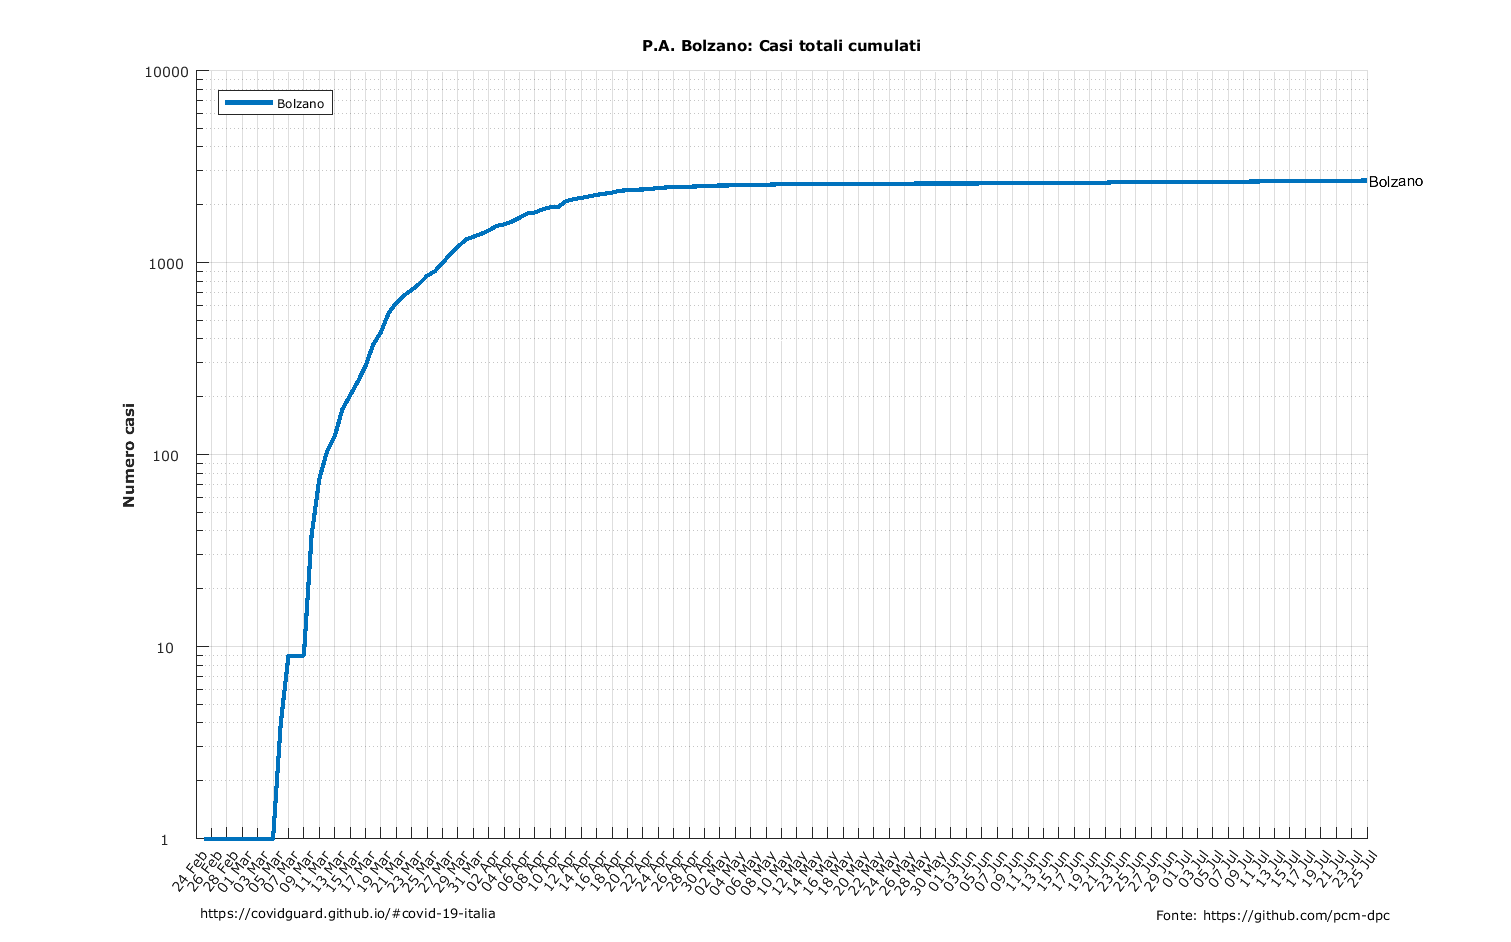 P.A. Bolzano: Casi totali cumulati
10000
1000
100
10
1
Numero casi
Bolzano
Bolzano
24 Feb
26 Feb
28 Feb
01 Mar
03 Mar
05 Mar
07 Mar
09 Mar
11 Mar
13 Mar
15 Mar
17 Mar
19 Mar
21 Mar
23 Mar
25 Mar
27 Mar
29 Mar
31 Mar
02 Apr
04 Apr
06 Apr
08 Apr
10 Apr
12 Apr
14 Apr
16 Apr
18 Apr
20 Apr
22 Apr
24 Apr
26 Apr
28 Apr
30 Apr
02 May
04 May
06 May
08 May
10 May
12 May
14 May
16 May
18 May
20 May
22 May
24 May
26 May
28 May
30 May
01 Jun
03 Jun
05 Jun
07 Jun
09 Jun
11 Jun
13 Jun
15 Jun
17 Jun
19 Jun
21 Jun
23 Jun
25 Jun
27 Jun
29 Jun
01 Jul
03 Jul
05 Jul
07 Jul
09 Jul
11 Jul
13 Jul
15 Jul
17 Jul
19 Jul
21 Jul
23 Jul
25 Jul
https://covidguard.github.io/#covid-19-italia
Fonte: https://github.com/pcm-dpc